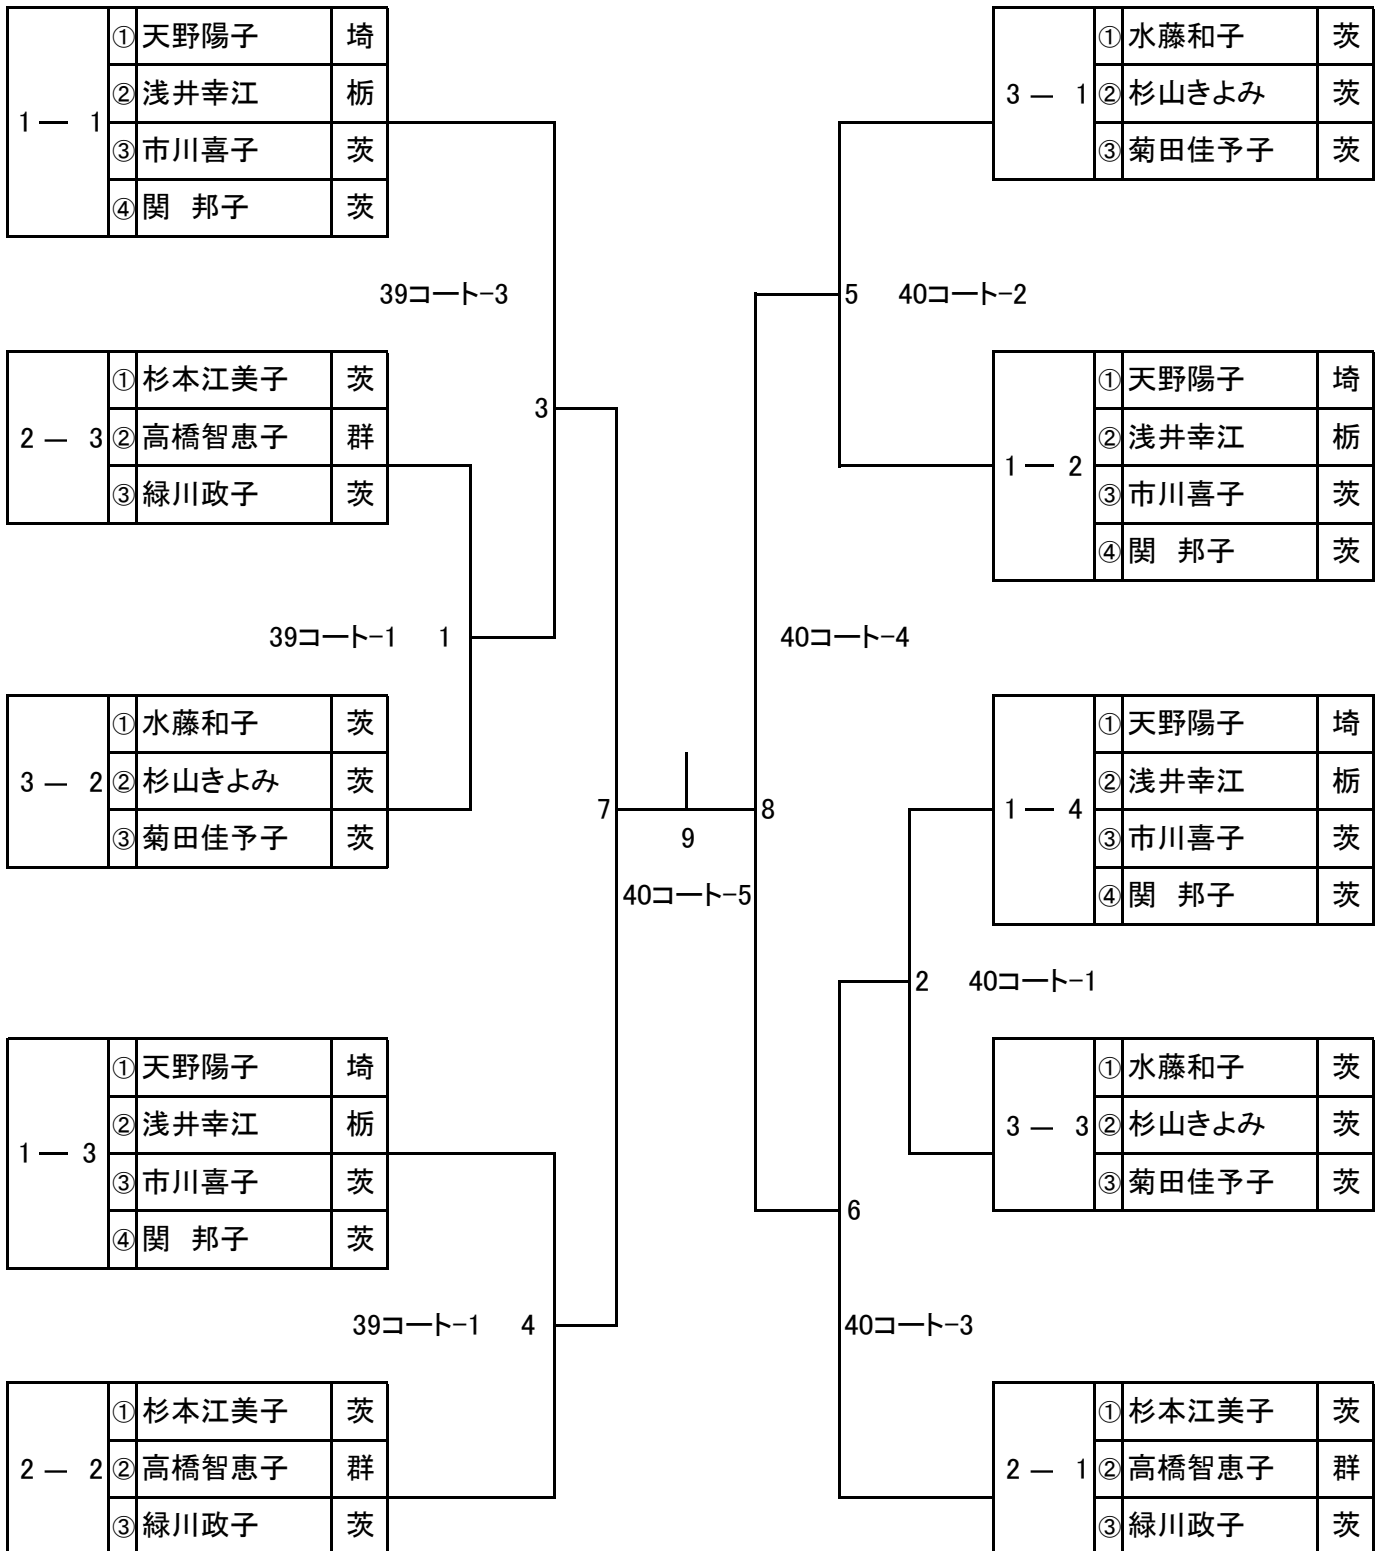 ① 天野陽子 埼
② 浅井幸江 栃
1 ― 1
③ 市川喜子 茨
④ 関 邦子 茨
39コート-3
① 杉本江美子 茨
2 ― 3 ② 高橋智恵子 群
③ 緑川政子 茨
3
39コート-1 1
① 水藤和子 茨
3 ― 2 ② 杉山きよみ 茨
③ 菊田佳予子 茨
7
① 天野陽子 埼
② 浅井幸江 栃
1 ― 3
③ 市川喜子 茨
④ 関 邦子 茨
39コート-1 4
① 杉本江美子 茨
2 ― 2 ② 高橋智恵子 群
③ 緑川政子 茨
9
40コート-5
① 水藤和子 茨
3 ― 1 ② 杉山きよみ 茨
③ 菊田佳予子 茨
5 40コート-2
① 天野陽子 埼
② 浅井幸江 栃
1 ― 2
③ 市川喜子 茨
④ 関 邦子 茨
40コート-4
8
① 天野陽子 埼
② 浅井幸江 栃
1 ― 4
③ 市川喜子 茨
④ 関 邦子 茨
2 40コート-1
① 水藤和子 茨
3 ― 3 ② 杉山きよみ 茨
③ 菊田佳予子 茨
6
40コート-3
① 杉本江美子 茨
2 ― 1 ② 高橋智恵子 群
③ 緑川政子 茨